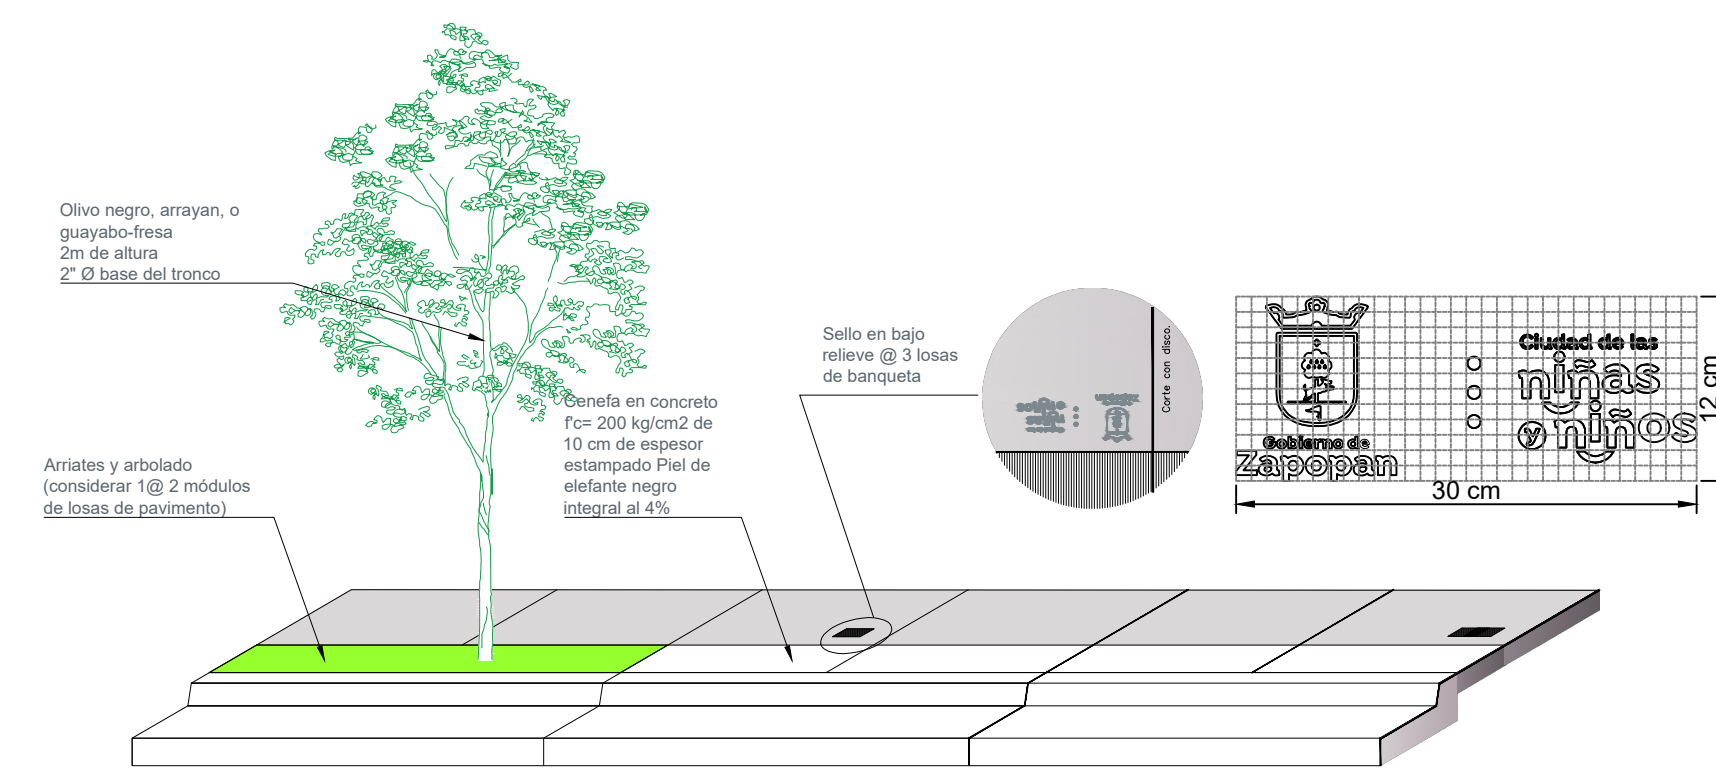 Olivo negro, arrayan, o
guayabo-fresa
2m de altura
2" Ø base del tronco
Arriates y arbolado
(considerar 1@ 2 módulos
de losas de pavimento)
Cenefa en concreto
f'c= 200 kg/cm2 de
10 cm de espesor
estampado Piel de
elefante negro
integral al 4%
Sello en bajo
relieve @ 3 losas
de banqueta
Corte con disco.
Gobierno de
Zapopan
Ciudad de las
niñas
y niños
12 cm
30 cm